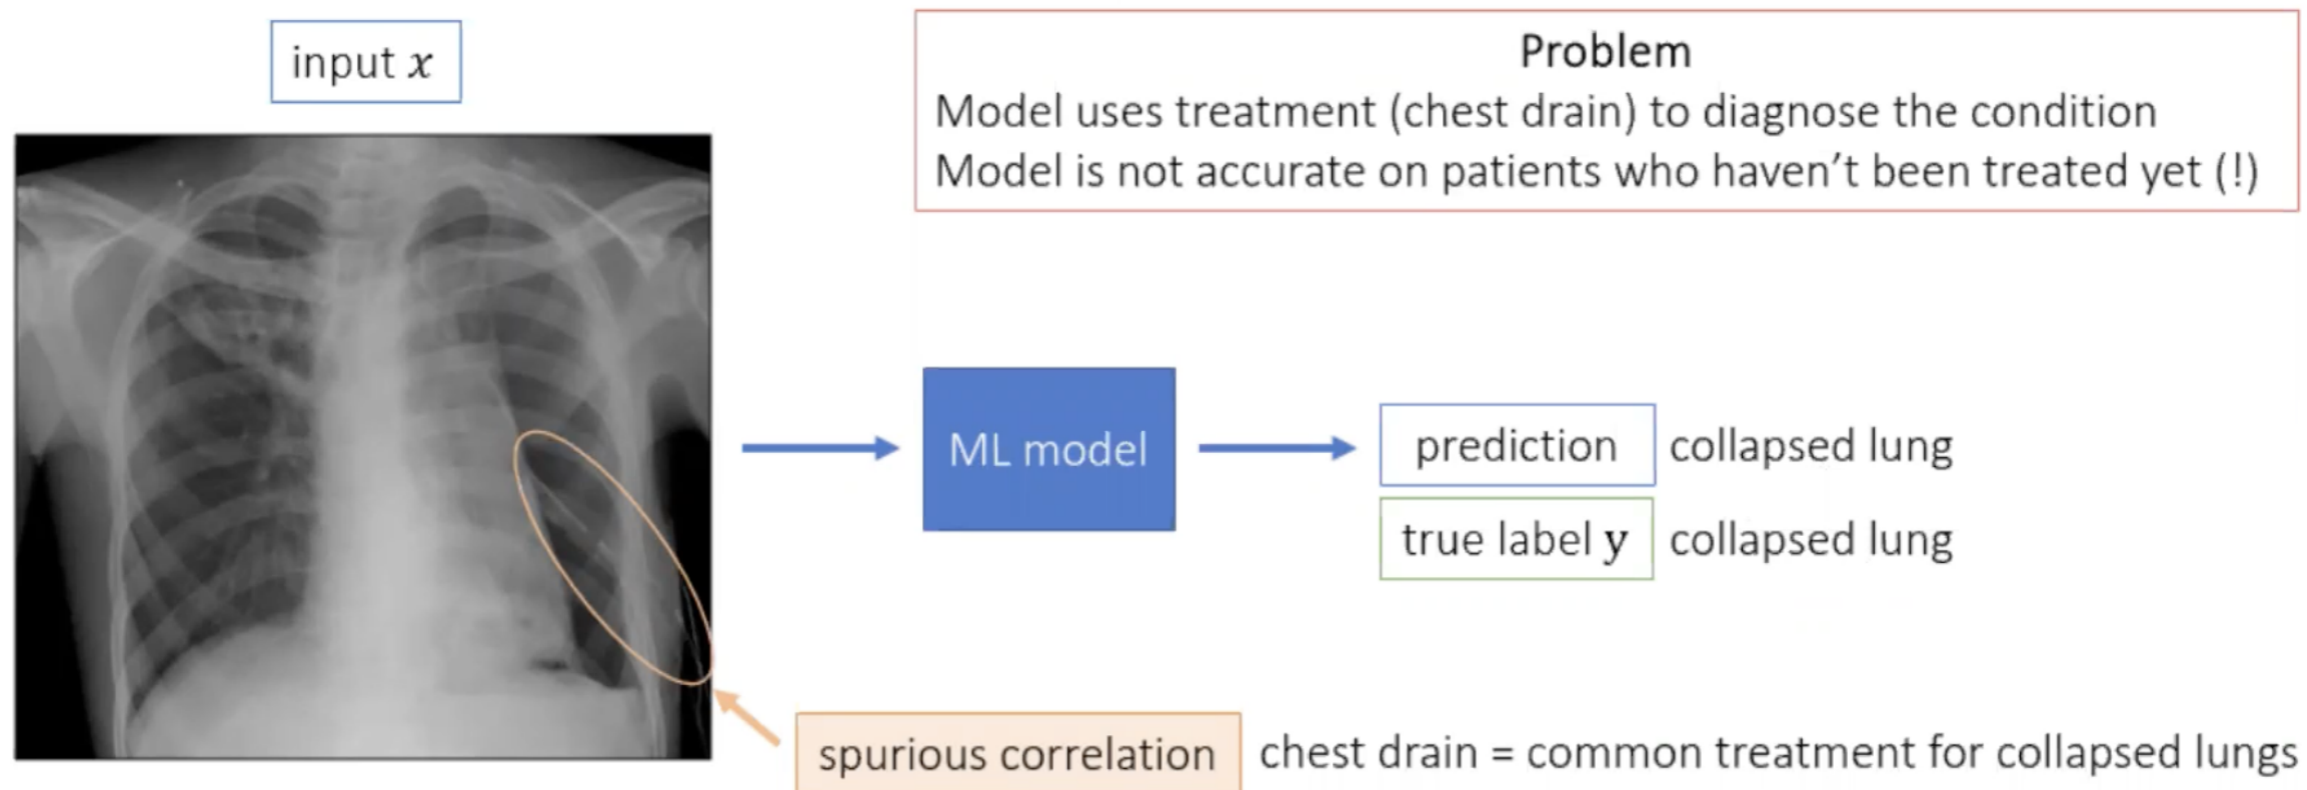 input x
Problem
Model uses treatment (chest drain) to diagnose the condition
Model is not accurate on patients who haven't been treated yet (!)
ML model
prediction collapsed lung
true label y collapsed lung
spurious correlation chest drain = common treatment for collapsed lungs